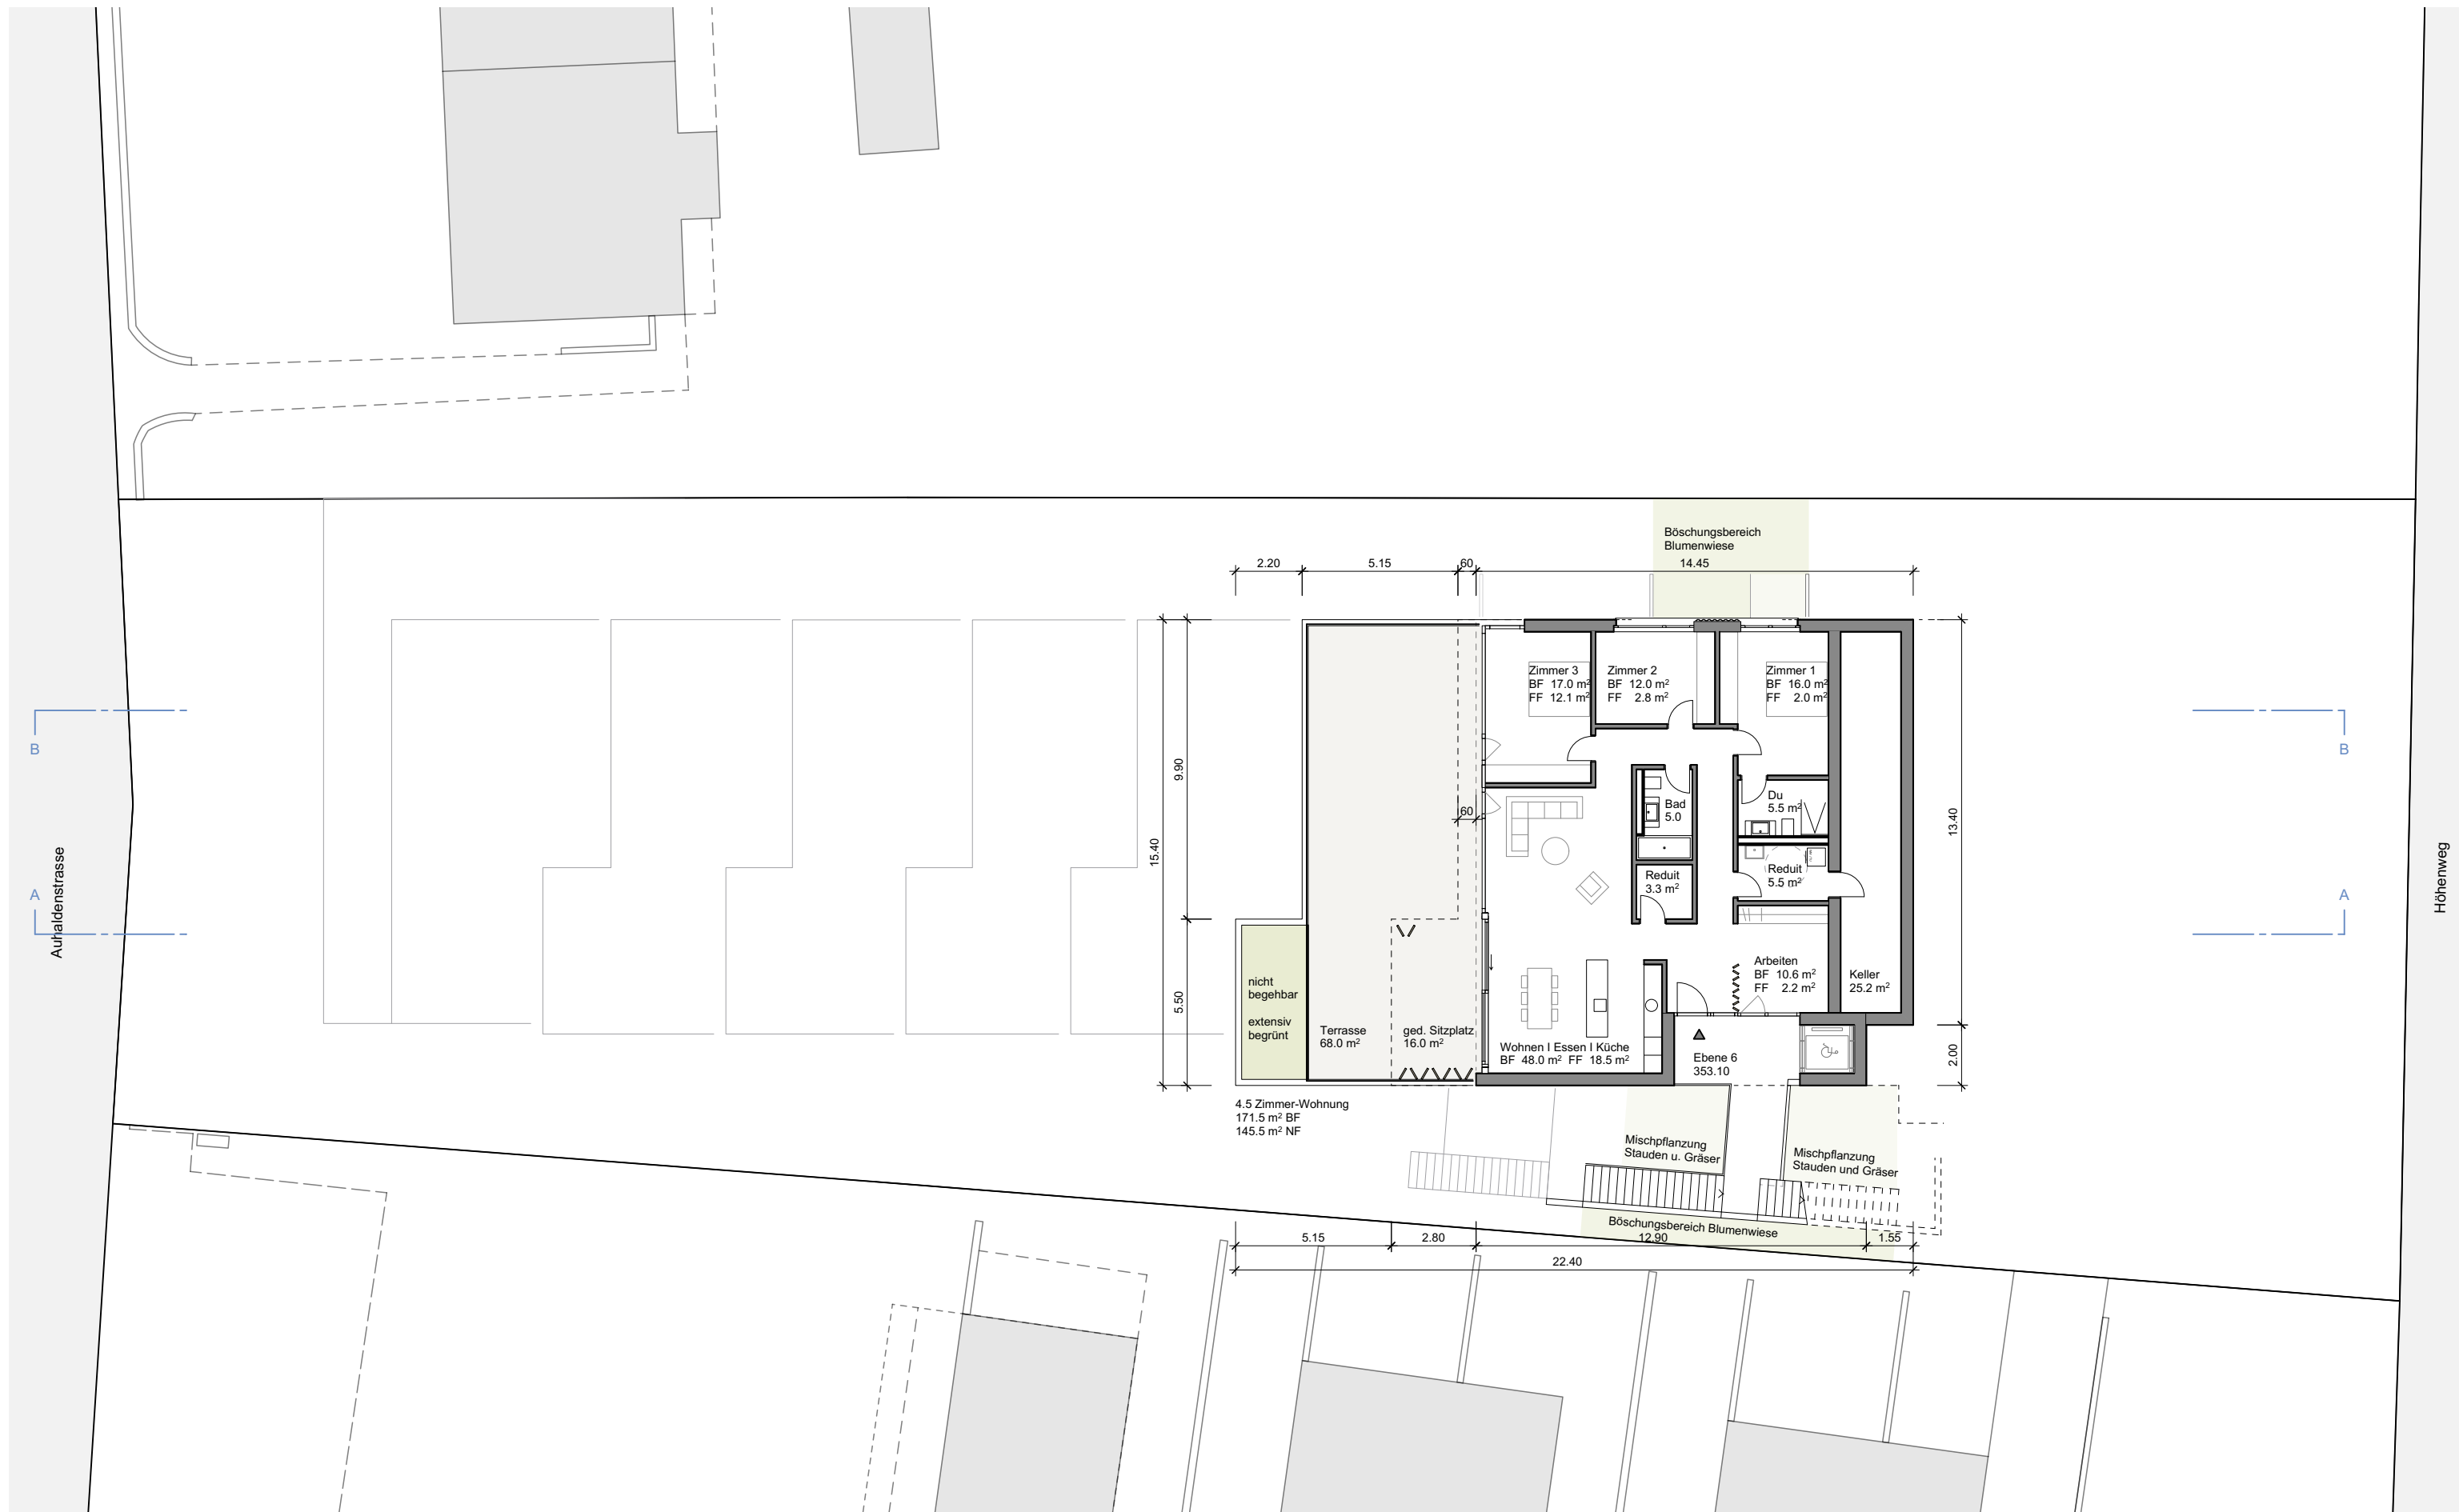 Böschungsbereich
Blumenwiese
2.20
5.15
60
14.45
Zimmer 3
BF 17.0 m²
FF 12.1 m²
Zimmer 2
BF 12.0 m²
FF 2.8 m²
Zimmer 1
BF 16.0 m²
FF 2.0 m²
B
B
9.90
60
Bad
5.0
Du
5.5 m²
13.40
15.40
Auhaldenstrasse
Höhenweg
A
A
Reduit
3.3 m²
Reduit
5.5 m²
Arbeiten
BF 10.6 m²
FF 2.2 m²
Keller
25.2 m²
5.50
nicht
begehbar
extensiv
begrünt
Terrasse
68.0 m²
ged. Sitzplatz
16.0 m²
Wohnen I Essen I Küche
BF 48.0 m² FF 18.5 m²
Ebene 6
353.10
2.00
4.5 Zimmer-Wohnung
171.5 m² BF
145.5 m² NF
Mischpflanzung
Stauden u. Gräser
Mischpflanzung
Stauden und Gräser
Böschungsbereich Blumenwiese
5.15
2.80
12.90
1.55
22.40